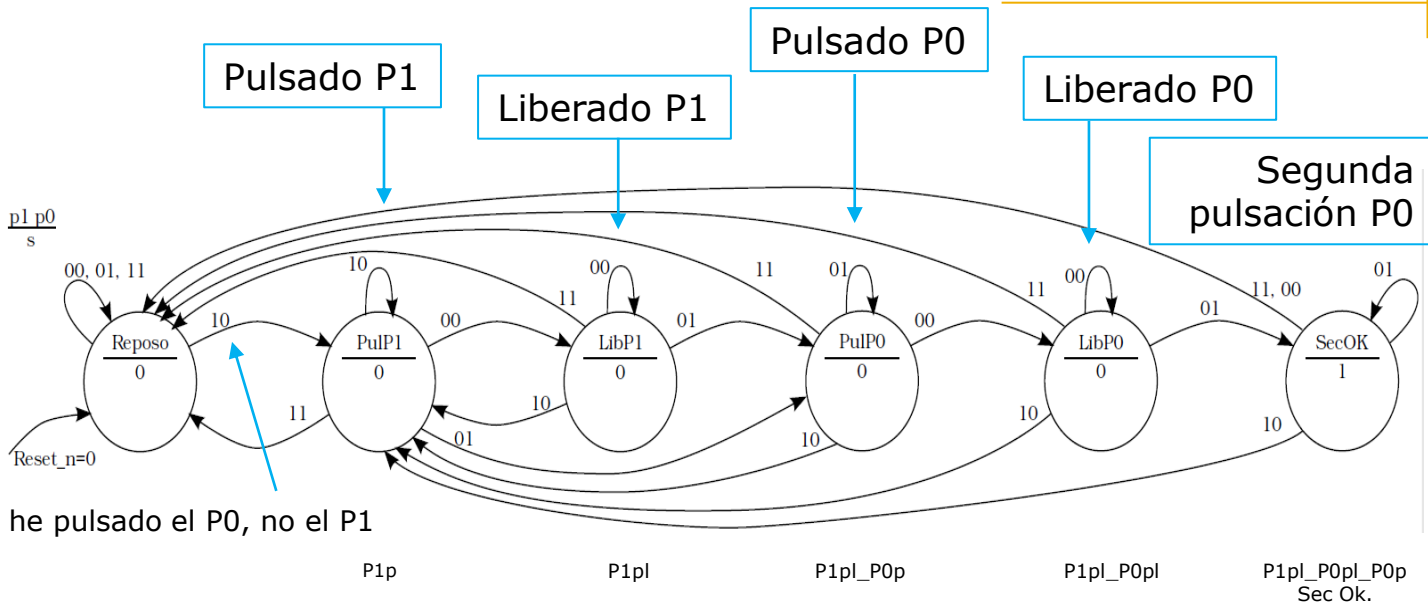 Pulsado P0
Pulsado P1
Liberado P1
Liberado P0
Segunda
pulsación P0
p1 p0
s
00, 01, 11
10
00
01
00
01
11
11
11
11, 00
10
00
01
00
01
Reposo
0
PulP1
0
LibP1
0
PulP0
0
LibP0
0
SecOK
1
11
10
01
10
10
10
Reset_n=0
he pulsado el P0, no el P1
P1p
P1pl
P1pl_P0p
P1pl_P0pl
P1pl_P0pl_P0p
Sec Ok.